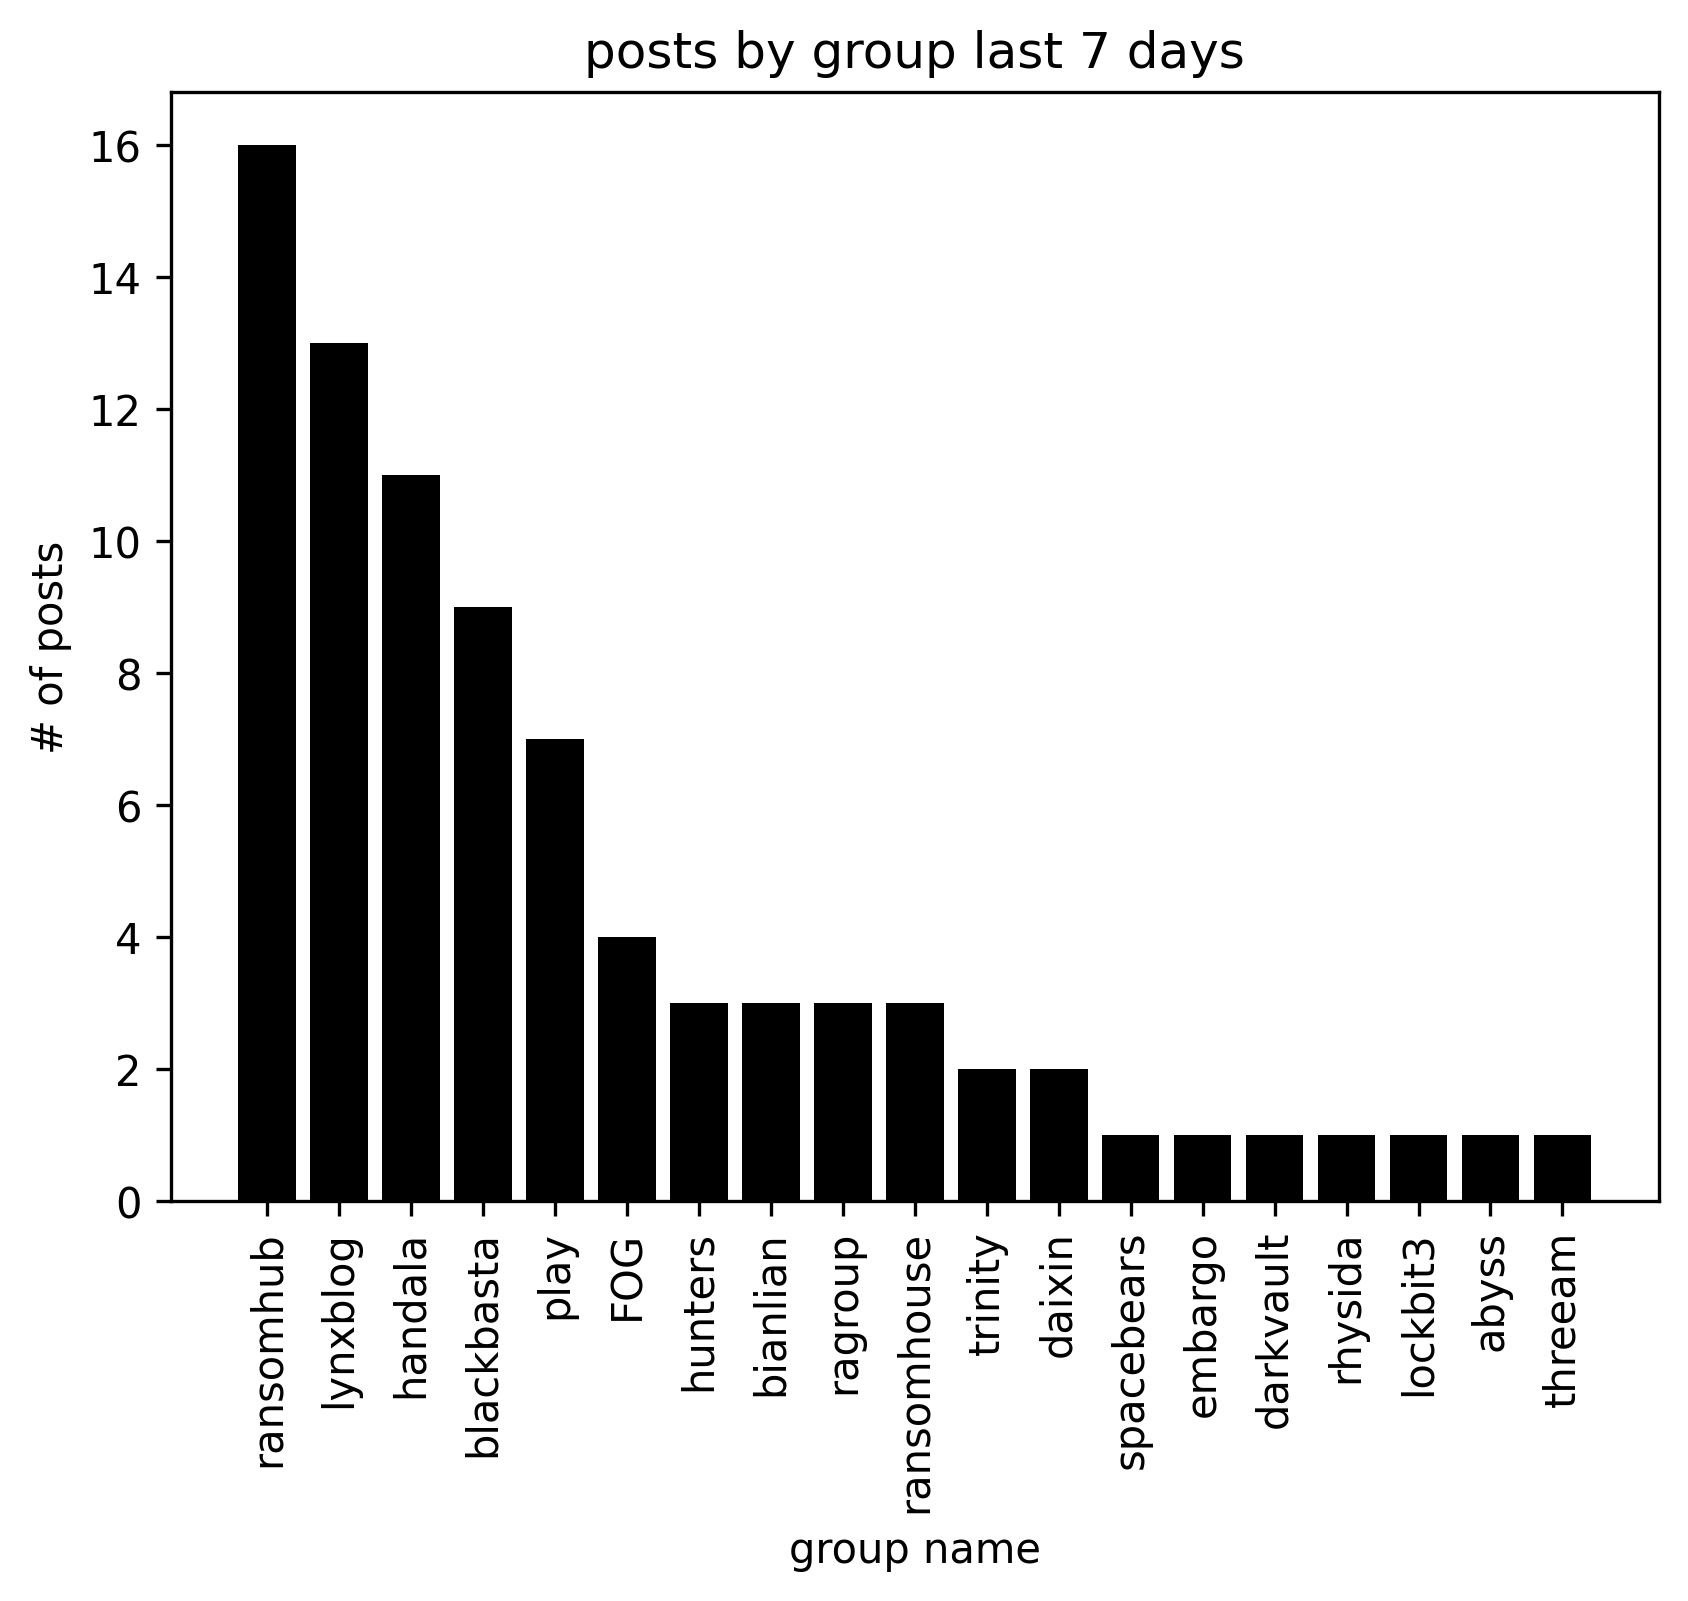 posts by group last 7 days
# of posts
16
14
12
10
8
6
4
2
0
ransomhub
lynxblog
handala
blackbasta
play
FOG
hunters
bianlian
ragroup
ransomhouse
trinity
daixin
spacebears
embargo
darkvault
rhysida
lockbit3
abyss
threeam
group name